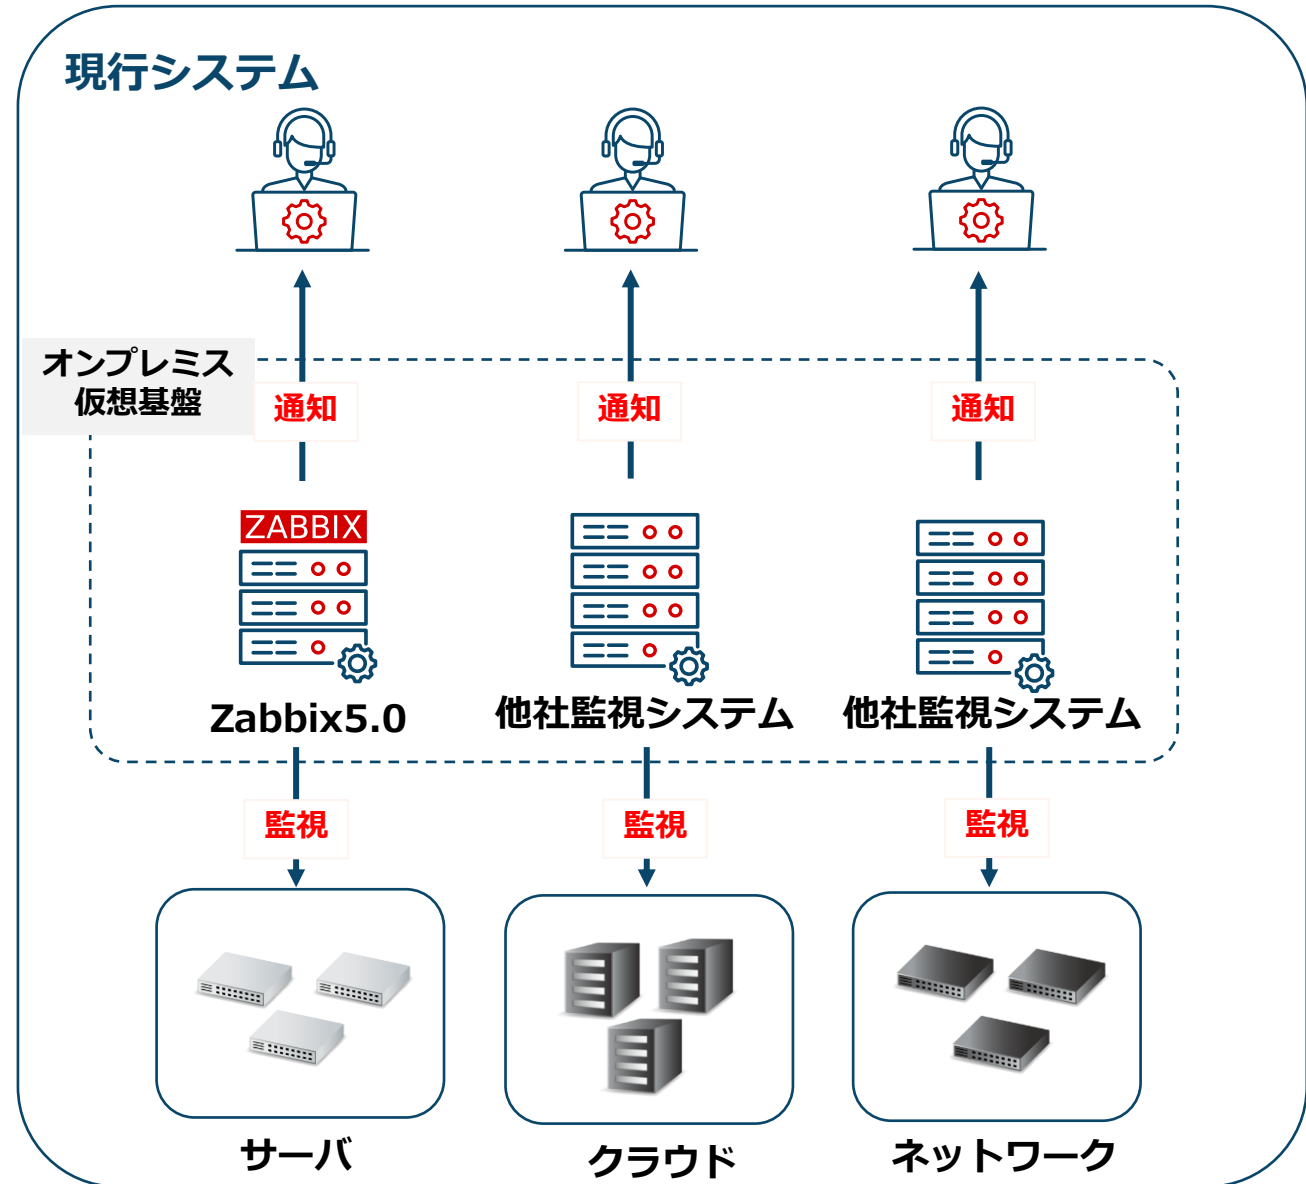 現行システム
オンプレミス
仮想基盤
通知
通知
通知
ZABBIX
Zabbix5.0
他社監視システム
他社監視システム
監視
監視
監視
サーバ
クラウド
ネットワーク